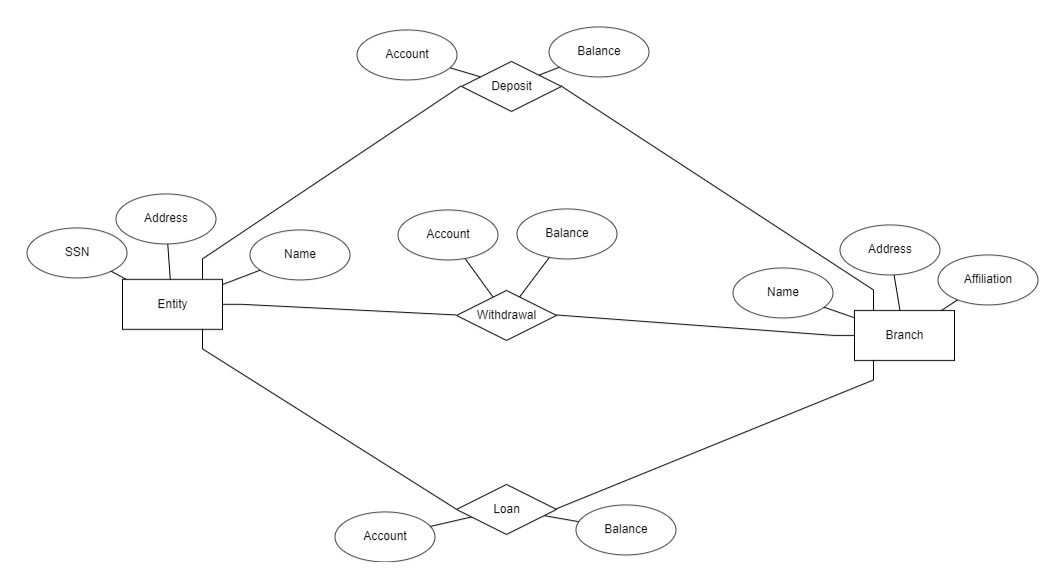 Account
Balance
Deposit
Address
SSN
Name
Entity
Account
Balance
Withdrawal
Name
Address
Affiliation
Branch
Loan
Account
Balance